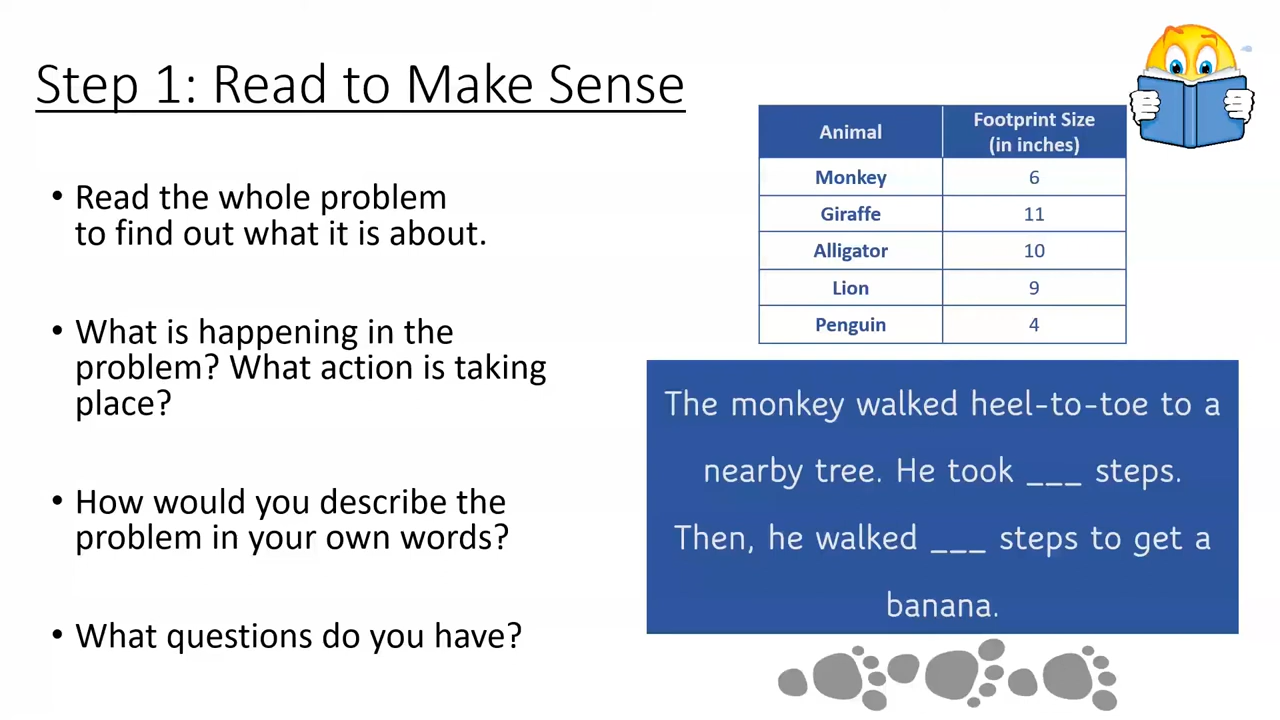 Step 1: Read to Make Sense
• Read the whole problem
to find out what it is about.
• What is happening in the
problem? What action is taking
place?
• How would you describe the
problem in your own words?
• What questions do you have?
Animal Footprint Size
(in inches)
Monkey 6
Giraffe 11
Alligator 10
Lion 9
Penguin 4
The monkey walked heel-to-toe to a
nearby tree. He took ___ steps.
Then, he walked ___ steps to get a
banana.